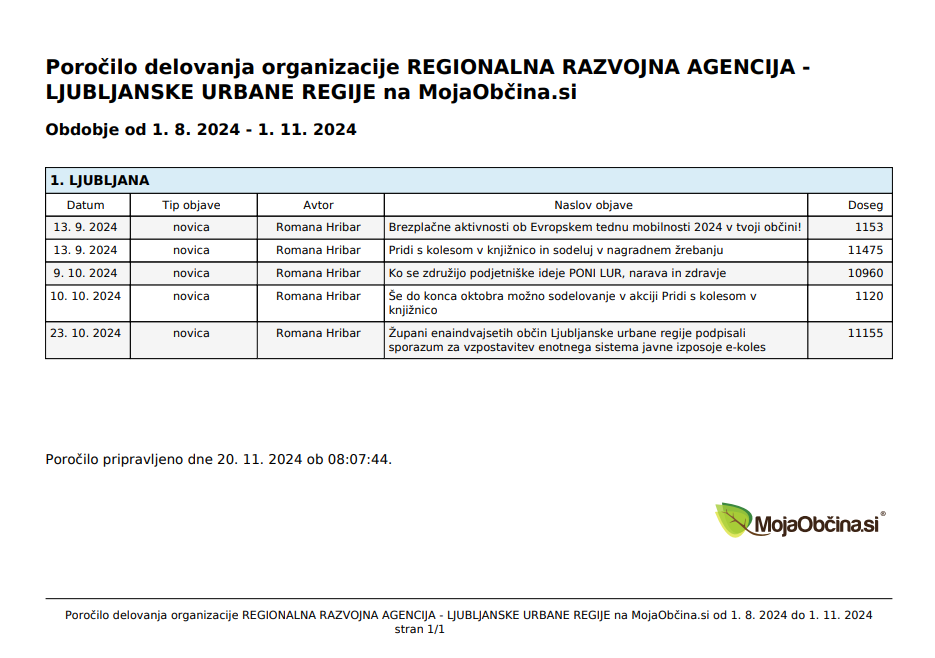 Poročilo delovanja organizacije REGIONALNA RAZVOJNA AGENCIJA -
LJUBLJANSKE URBANE REGIJE na MojaObčina.si
Obdobje od 1. 8. 2024 - 1. 11. 2024
1. LJUBLJANA
Datum Tip objave Avtor Naslov objave Doseg
13. 9. 2024 novica Romana Hribar Brezplačne aktivnosti ob Evropskem tednu mobilnosti 2024 v tvoji občini! 1153
13. 9. 2024 novica Romana Hribar Pridi s kolesom v knjižnico in sodeluj v nagradnem žrebanju 11475
9. 10. 2024 novica Romana Hribar Ko se združijo podjetniške ideje PONI LUR, narava in zdravje 10960
10. 10. 2024 novica Romana Hribar Še do konca oktobra možno sodelovanje v akciji Pridi s kolesom v 1120
knjižnico
23. 10. 2024 novica Romana Hribar Župani enaindvajsetih občin Ljubljanske urbane regije podpisali 11155
sporazum za vzpostavitev enotnega sistema javne izposoje e-koles
Poročilo pripravljeno dne 20. 11. 2024 ob 08:07:44.
MojaObčina.si®
Poročilo delovanja organizacije REGIONALNA RAZVOJNA AGENCIJA - LJUBLJANSKE URBANE REGIJE na MojaObčina.si od 1. 8. 2024 do 1. 11. 2024
stran 1/1